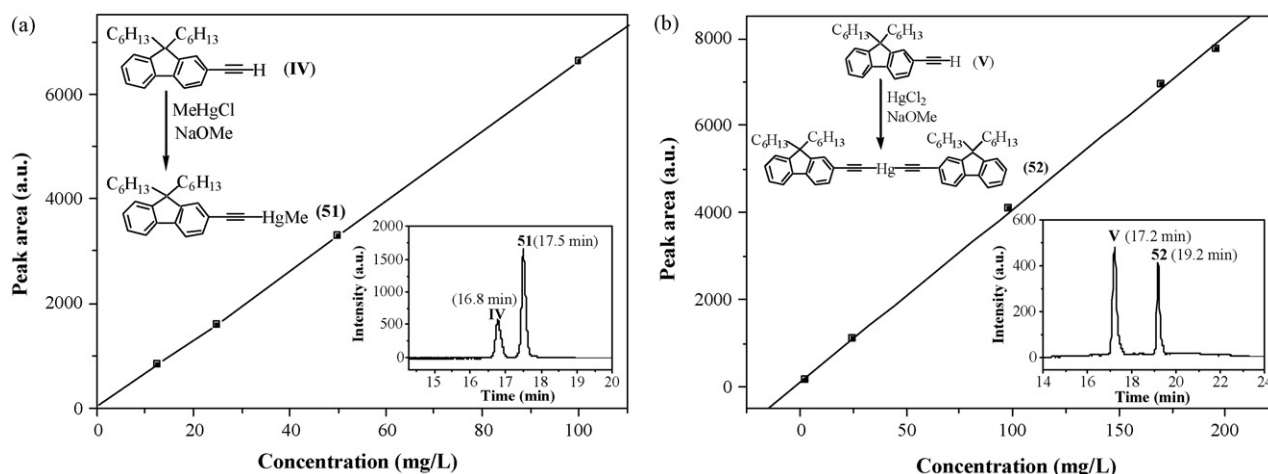 (a)
C6H13
C6H13
H (IV)
MeHgCl
NaOMe
C6H13
C6H13
HgMe (51)
Peak area (a.u.)
6000
4000
2000
0
0 20 40 60 80 100
Concentration (mg/L)
Intensity (a.u.)
2000
1500
1000
500
0
51 (17.5 min)
(16.8 min)
IV
15 16 17 18 19 20
Time (min)
(b)
C6H13
C6H13
H (V)
HgCl2
NaOMe
C6H13
C6H13
C6H13
C6H13
Hg
(52)
Peak area (a.u.)
8000
6000
4000
2000
0
0 50 100 150 200
Concentration (mg/L)
Intensity (a.u.)
600
400
200
0
V (17.2 min)
52 (19.2 min)
14 16 18 20 22 24
Time (min)